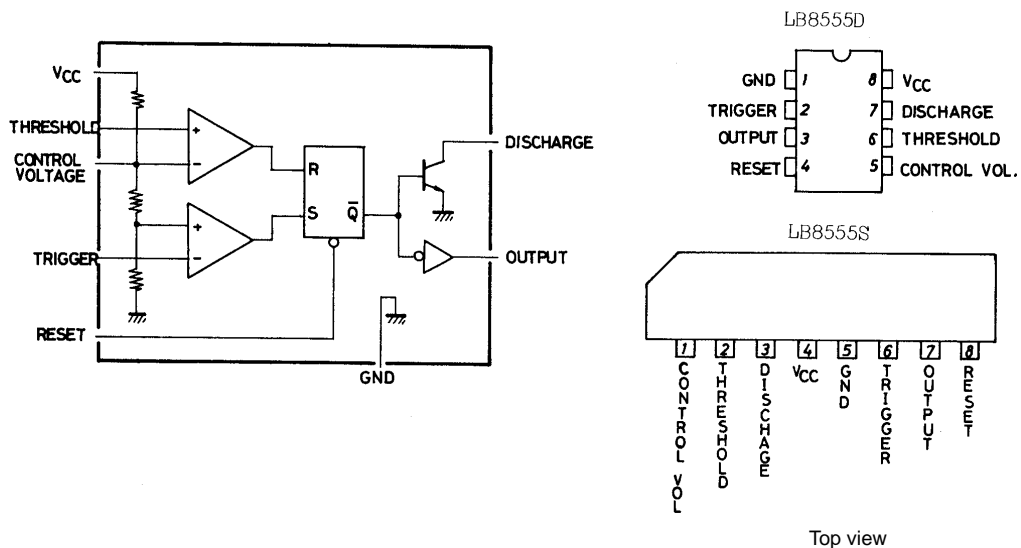 VCC
THRESHOLD
CONTROL
VOLTAGE
TRIGGER
RESET
+
−
+
−
R
S
Q̅
DISCHARGE
OUTPUT
GND
LB8555D
GND 1 8 VCC
TRIGGER 2 7 DISCHARGE
OUTPUT 3 6 THRESHOLD
RESET 4 5 CONTROL VOL.
LB8555S
1 2 3 4 5 6 7 8
CONTROL VOL
THRESHOLD
DISCHAGE
VCC
GND
TRIGGER
OUTPUT
RESET
Top view